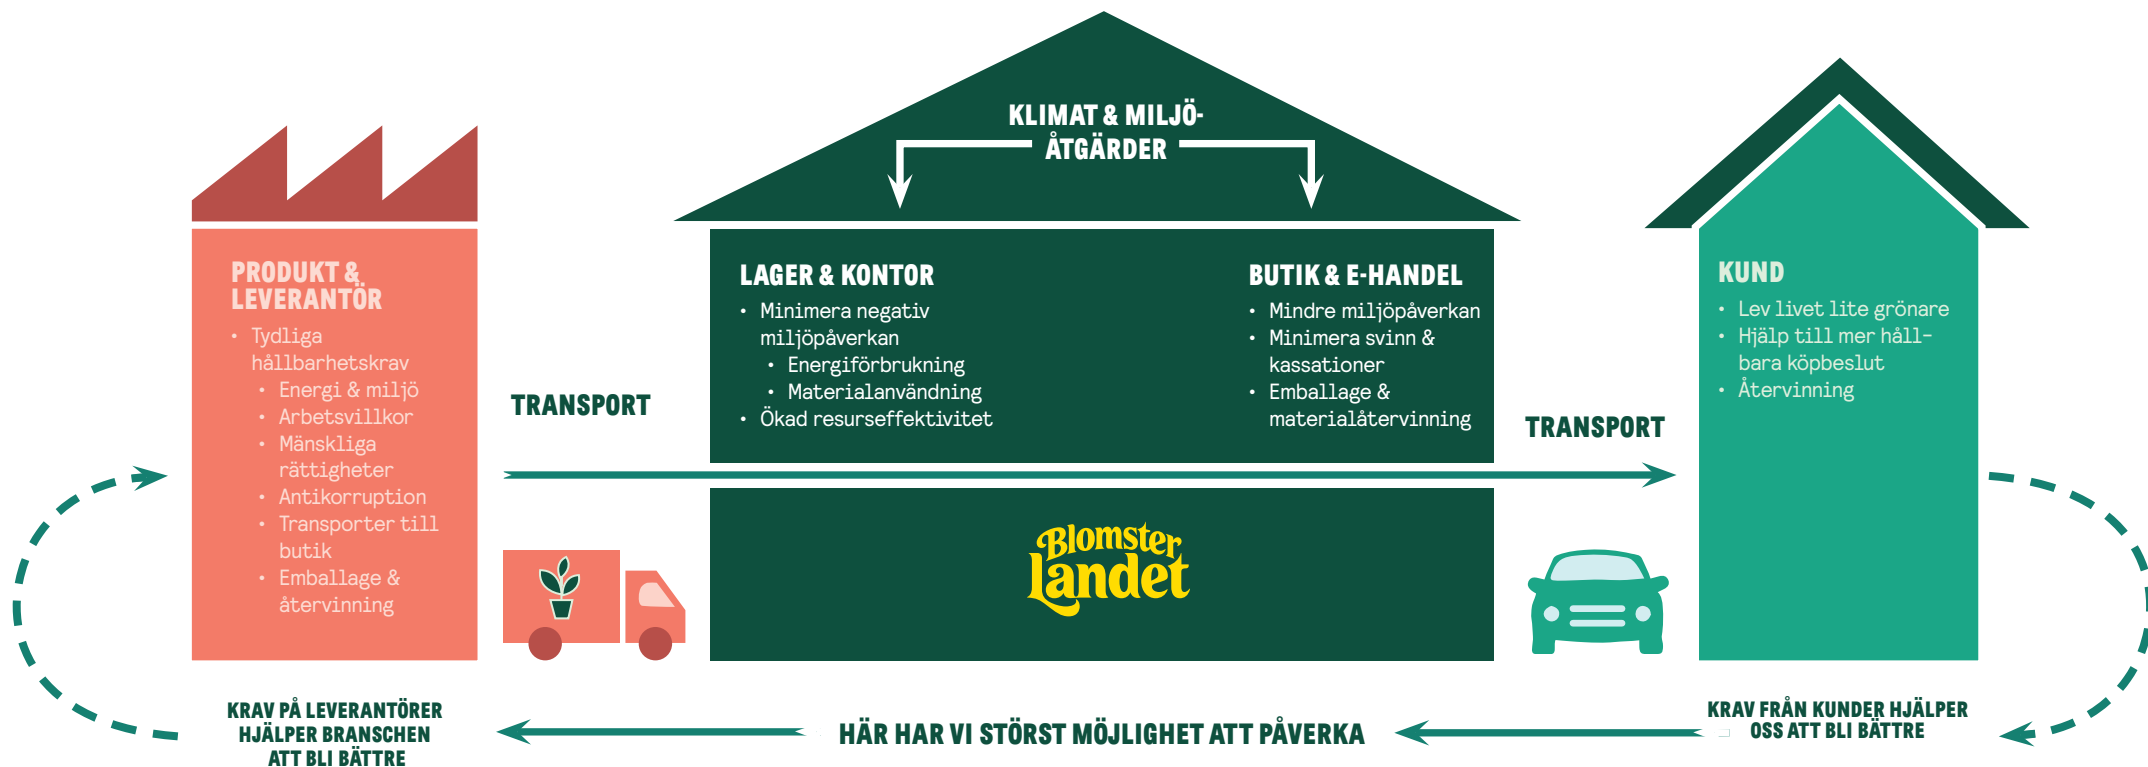 KLIMAT & MILJÖ-
ÅTGÄRDER
PRODUKT &
LEVERANTÖR
• Tydliga
hållbarhetskrav
• Energi & miljö
• Arbetsvillkor
• Mänskliga
rättigheter
• Antikorruption
• Transporter till
butik
• Emballage &
återvinning
TRANSPORT
LAGER & KONTOR
• Minimera negativ
miljöpåverkan
• Energiförbrukning
• Materialanvändning
• Ökad resurseffektivitet
BUTIK & E-HANDEL
• Mindre miljöpåverkan
• Minimera svinn &
kassationer
• Emballage &
materialåtervinning
Blomster
Landet
TRANSPORT
KUND
• Lev livet lite grönare
• Hjälp till mer håll-
bara köpbeslut
• Återvinning
KRAV PÅ LEVERANTÖRER
HJÄLPER BRANSCHEN
ATT BLI BÄTTRE
HÄR HAR VI STÖRST MÖJLIGHET ATT PÅVERKA
KRAV FRÅN KUNDER HJÄLPER
OSS ATT BLI BÄTTRE